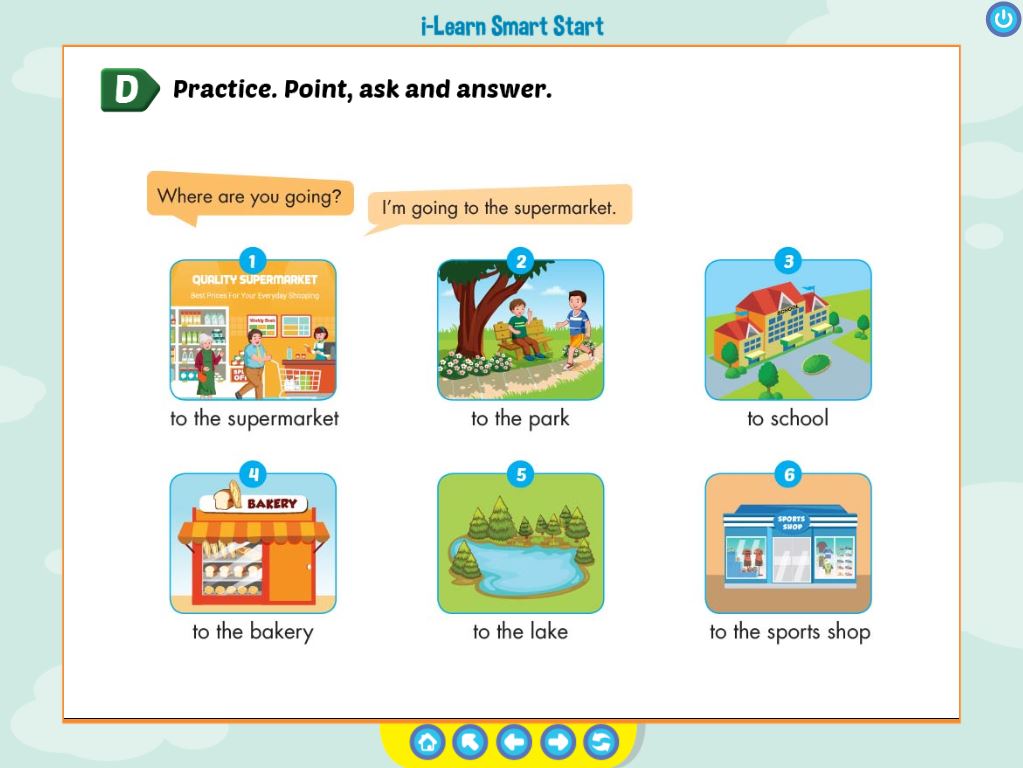 i-Learn Smart Start
D
Practice. Point, ask and answer.
Where are you going?
I'm going to the supermarket.
1
QUALITY SUPERMARKET
Best Prices For Your Everyday Shopping
2
3
SCHOOL
to the supermarket
to the park
to school
4
BAKERY
5
6
SPORTS
SHOP
to the bakery
to the lake
to the sports shop